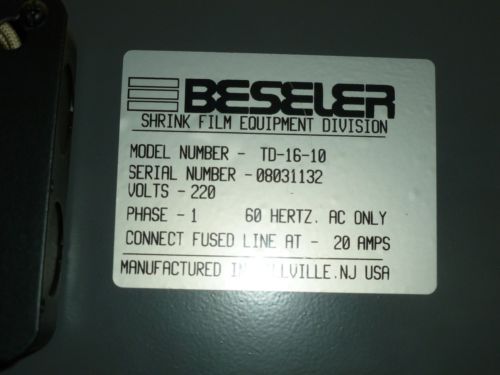 BESELER
SHRINK FILM EQUIPMENT DIVISION
MODEL NUMBER - TD-16-10
SERIAL NUMBER - 08031132
VOLTS - 220
PHASE - 1 60 HERTZ. AC ONLY
CONNECT FUSED LINE AT - 20 AMPS
MANUFACTURED NJ USA